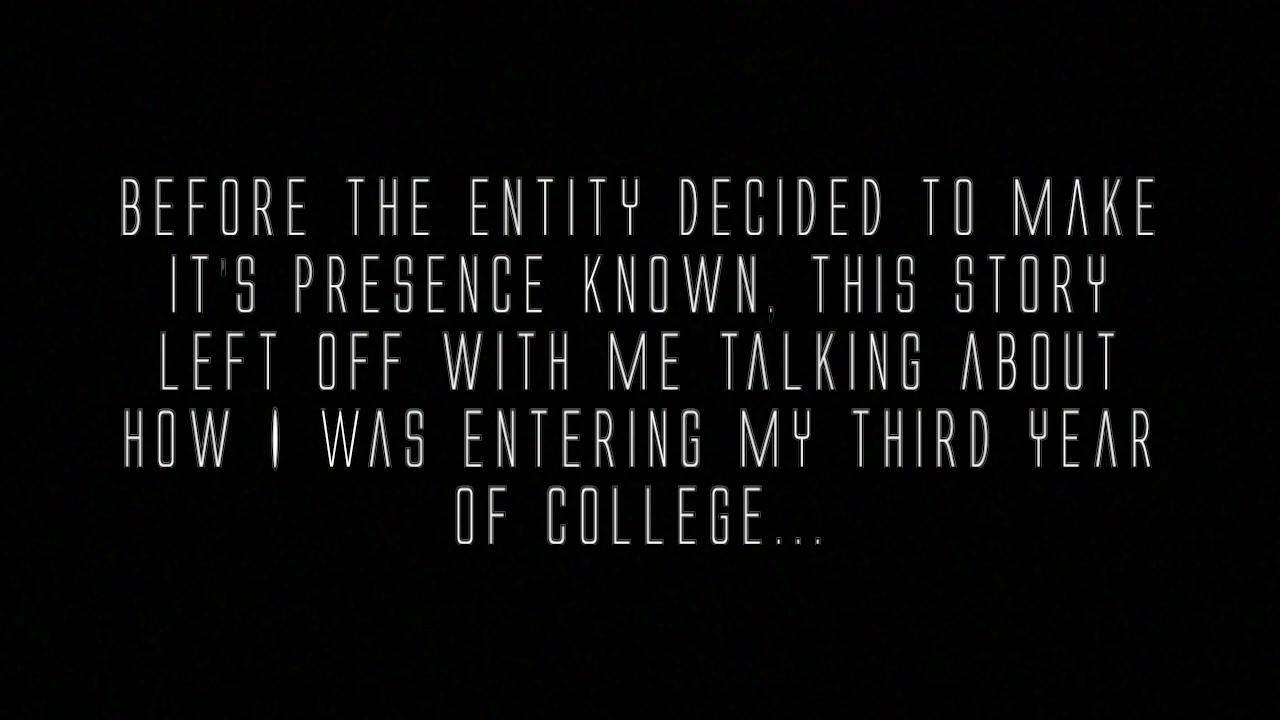 BEFORE THE ENTITY DECIDED TO MAKE
IT'S PRESENCE KNOWN, THIS STORY
LEFT OFF WITH ME TALKING ABOUT
HOW I WAS ENTERING MY THIRD YEAR
OF COLLEGE...